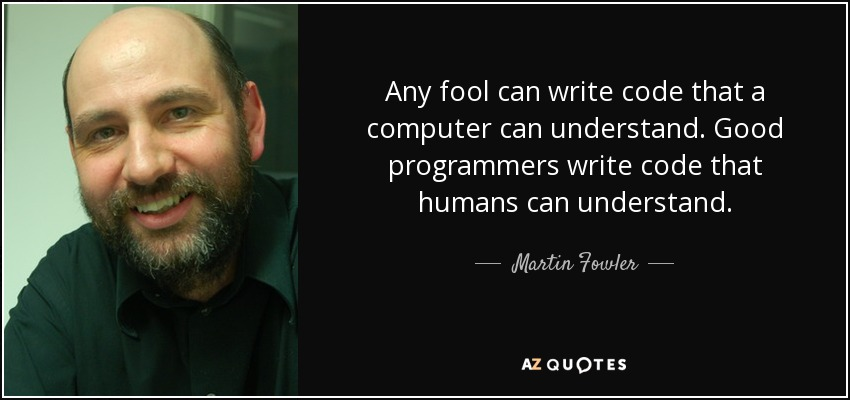 Any fool can write code that a
computer can understand. Good
programmers write code that
humans can understand.
Martin Fowler
AZ QUOTES